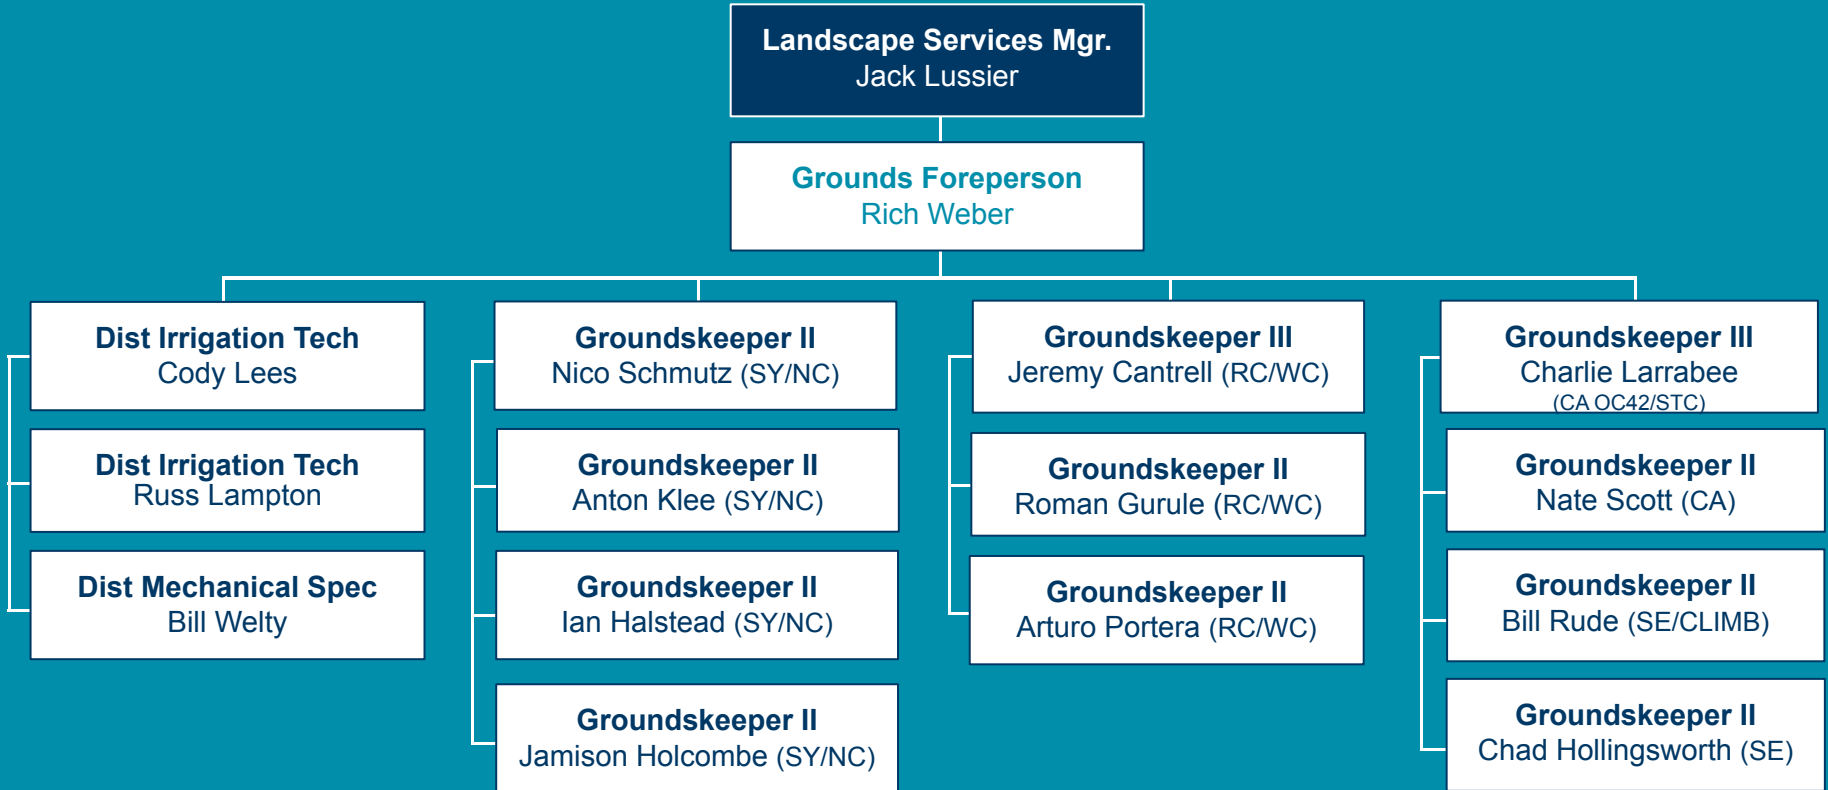 Landscape Services Mgr.
Jack Lussier
Grounds Foreperson
Rich Weber
Dist Irrigation Tech
Cody Lees
Dist Irrigation Tech
Russ Lampton
Dist Mechanical Spec
Bill Welty
Groundskeeper II
Nico Schmutz (SY/NC)
Groundskeeper II
Anton Klee (SY/NC)
Groundskeeper II
Ian Halstead (SY/NC)
Groundskeeper II
Jamison Holcombe (SY/NC)
Groundskeeper III
Jeremy Cantrell (RC/WC)
Groundskeeper II
Roman Gurule (RC/WC)
Groundskeeper II
Arturo Portera (RC/WC)
Groundskeeper III
Charlie Larrabee
(CA OC42/STC)
Groundskeeper II
Nate Scott (CA)
Groundskeeper II
Bill Rude (SE/CLIMB)
Groundskeeper II
Chad Hollingsworth (SE)